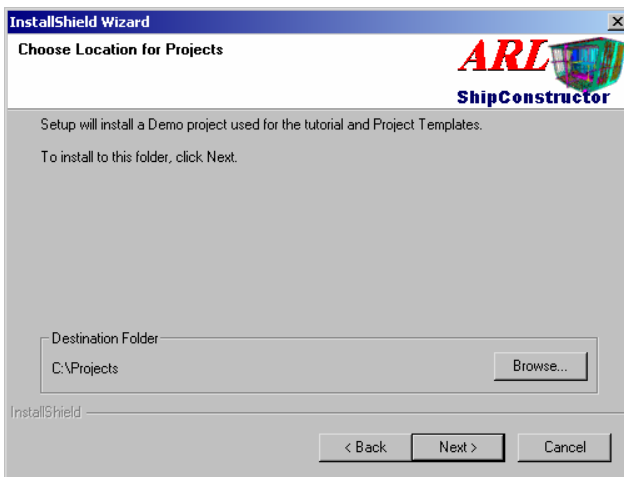 InstallShield Wizard
Choose Location for Projects
ARL
ShipConstructor
Setup will install a Demo project used for the tutorial and Project Templates.
To install to this folder, click Next.
Destination Folder
C:\Projects
Browse...
InstallShield
< Back
Next >
Cancel